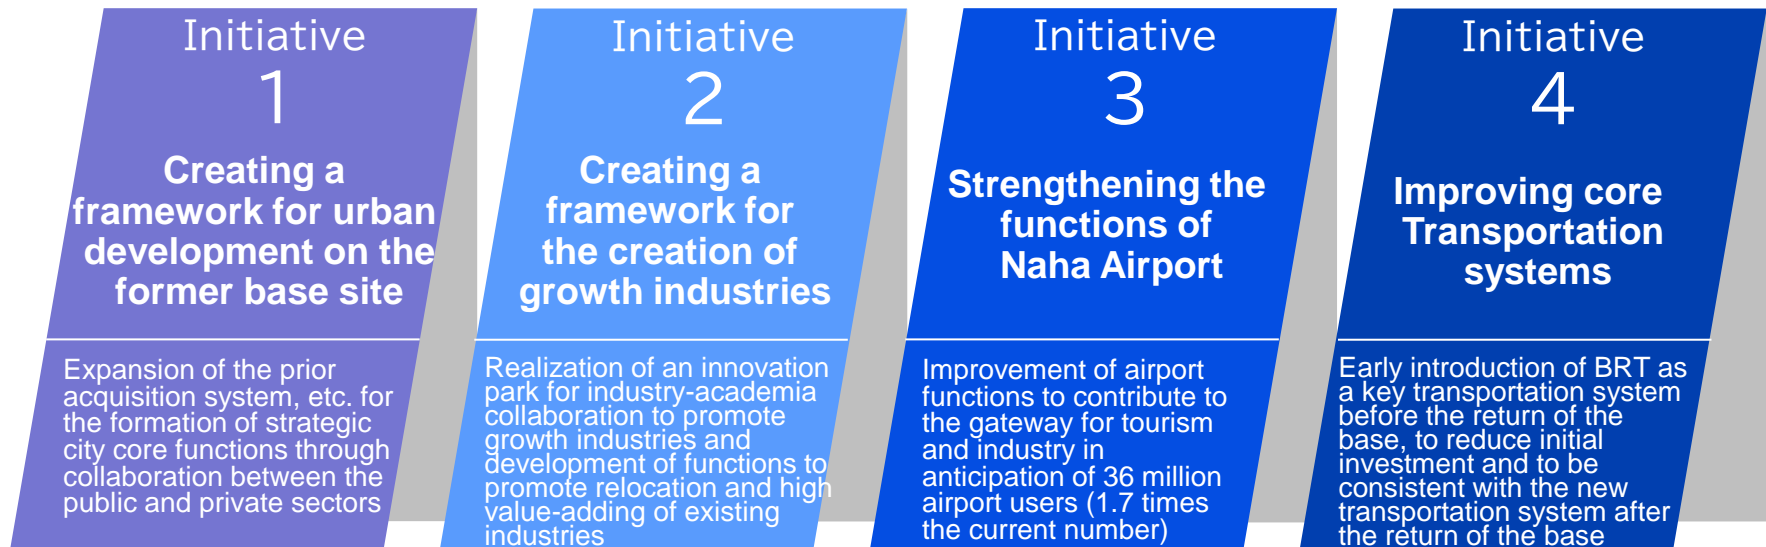 Initiative
1
Creating a
framework for urban
development on the
former base site
Expansion of the prior
acquisition system, etc. for
the formation of strategic
city core functions through
collaboration between the
public and private sectors
Initiative
2
Creating a
framework for
the creation of
growth industries
Realization of an innovation
park for industry-academia
collaboration to promote
growth industries and
development of functions to
promote relocation and high
value-adding of existing
industries
Initiative
3
Strengthening the
functions of
Naha Airport
Improvement of airport
functions to contribute to
the gateway for tourism
and industry in
anticipation of 36 million
airport users (1.7 times
the current number)
Initiative
4
Improving core
Transportation
systems
Early introduction of BRT as
a key transportation system
before the return of the
base, to reduce initial
investment and to be
consistent with the new
transportation system after
the return of the base